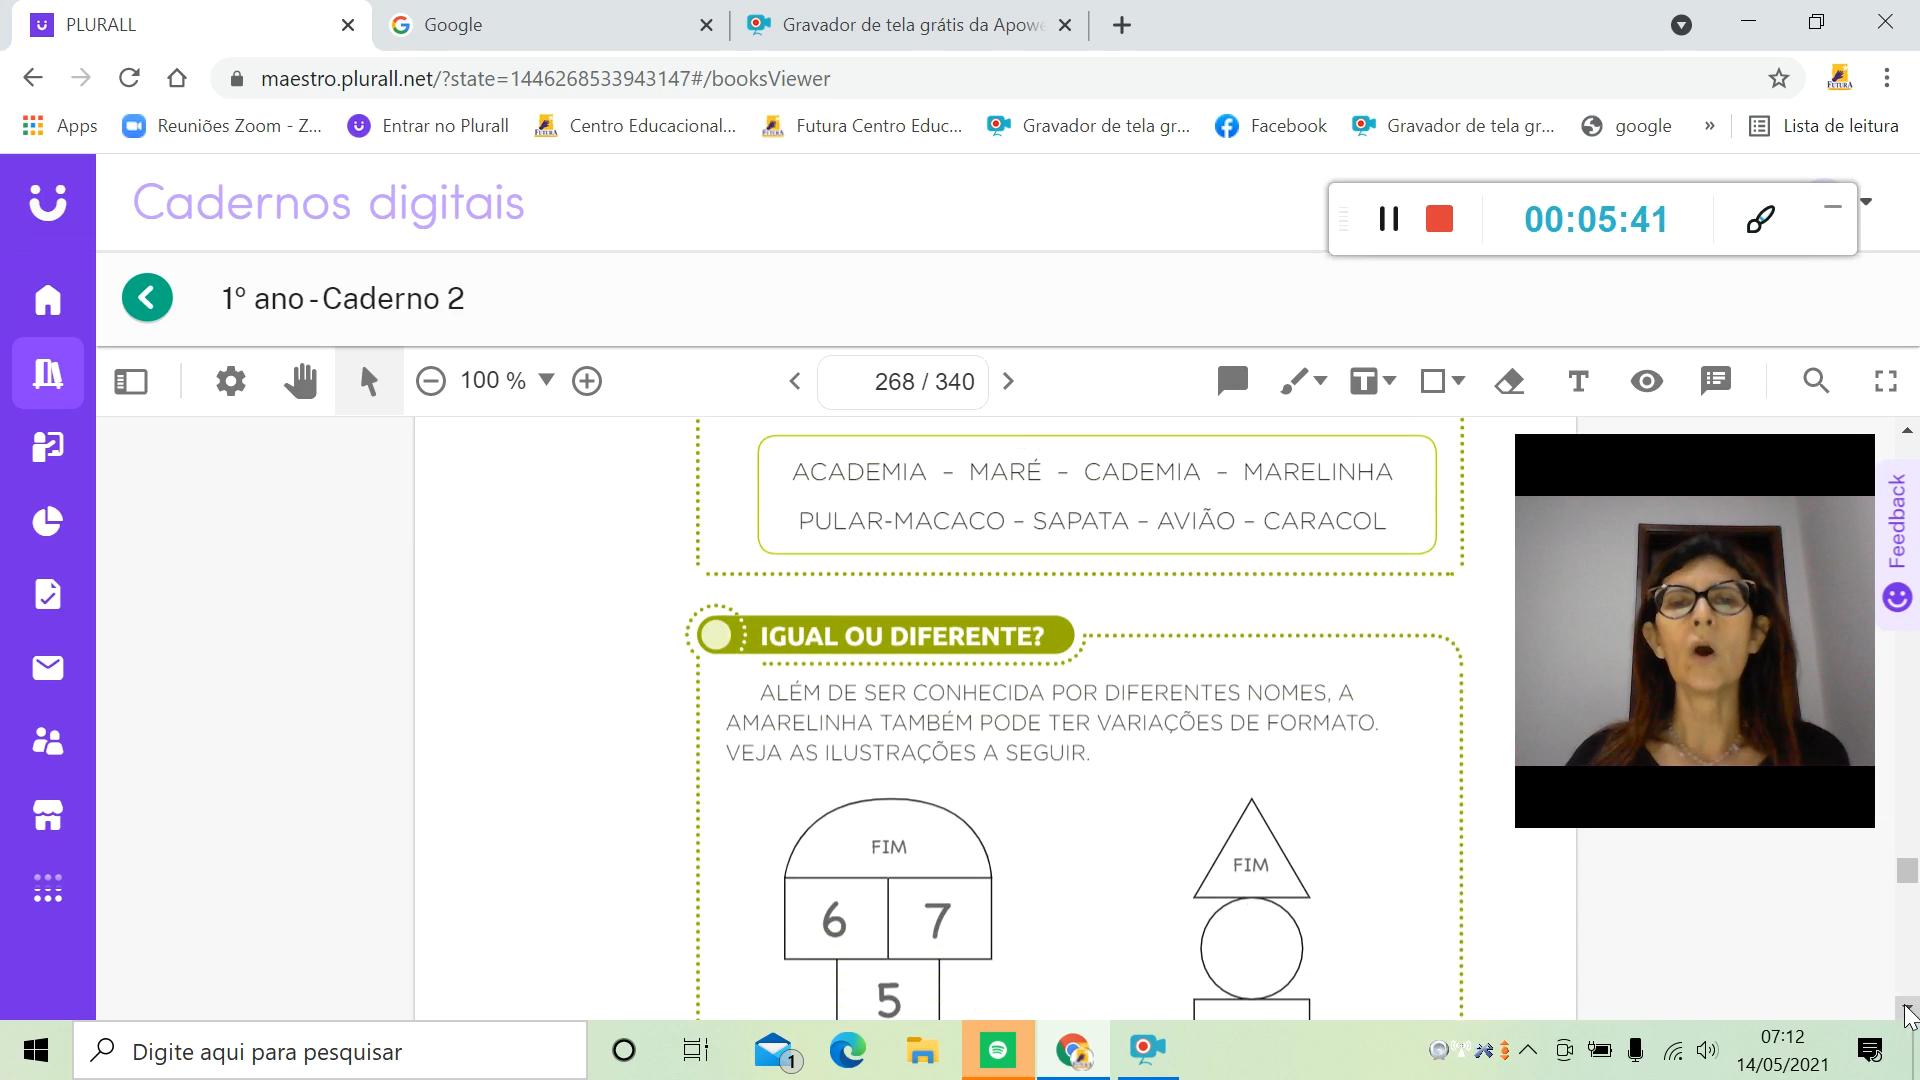 PLURALL
Google
Gravador de tela grátis da Apowe
maestro.plurall.net/?state=1446268533943147#/booksViewer
Apps
Reuniões Zoom - Z...
Entrar no Plurall
Centro Educacional...
Futura Centro Educ...
Gravador de tela gr...
Facebook
Gravador de tela gr...
google
»
Lista de leitura
Cadernos digitais
00:05:41
1º ano - Caderno 2
100 %
268 / 340
ACADEMIA – MARÉ – CADEMIA – MARELINHA
PULAR-MACACO – SAPATA – AVIÃO – CARACOL
Feedback
IGUAL OU DIFERENTE?
ALÉM DE SER CONHECIDA POR DIFERENTES NOMES, A
AMARELINHA TAMBÉM PODE TER VARIAÇÕES DE FORMATO.
VEJA AS ILUSTRAÇÕES A SEGUIR.
FIM
FIM
6 7
5
Digite aqui para pesquisar
1
07:12
14/05/2021